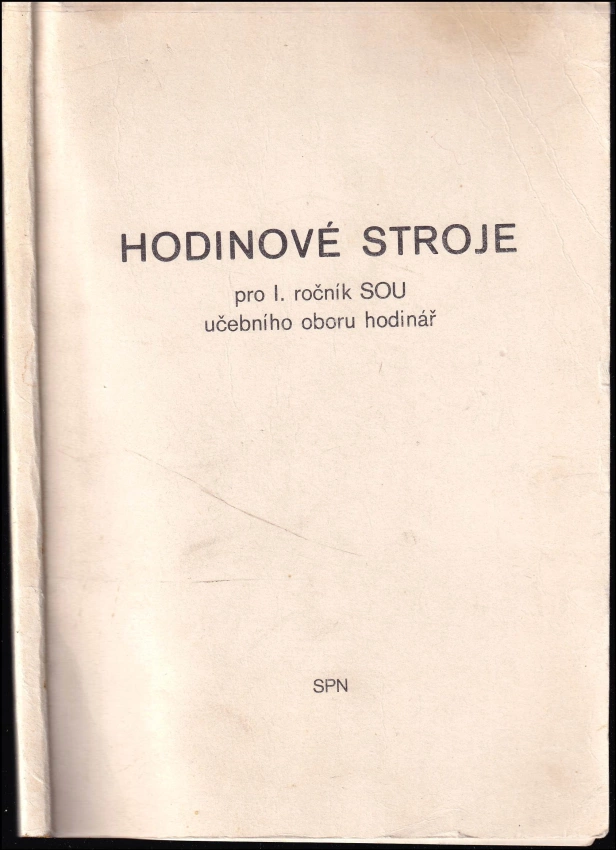 HODINOVÉ STROJE
pro I. ročník SOU
učebního oboru hodinář
SPN